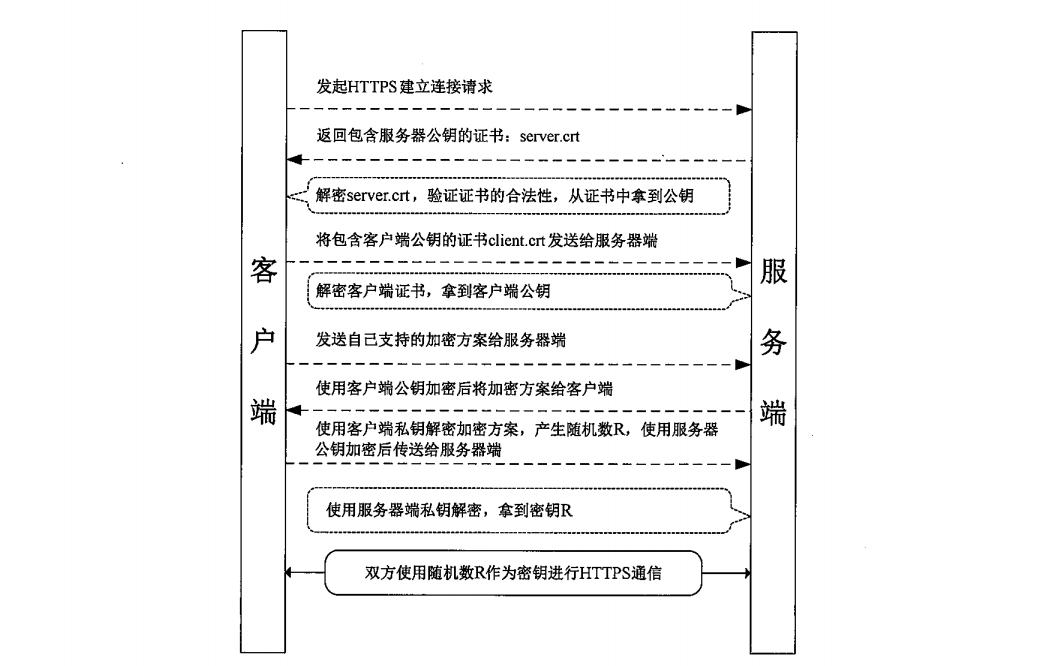 发起HTTPS建立连接请求
返回包含服务器公钥的证书：server.crt
解密server.crt，验证证书的合法性，从证书中拿到公钥
将包含客户端公钥的证书client.crt发送给服务器端
解密客户端证书，拿到客户端公钥
发送自己支持的加密方案给服务器端
使用客户端公钥加密后将加密方案给客户端
使用客户端私钥解密加密方案，产生随机数R，使用服务器
公钥加密后传送给服务器端
使用服务器端私钥解密，拿到密钥R
双方使用随机数R作为密钥进行HTTPS通信
客户端
服务端